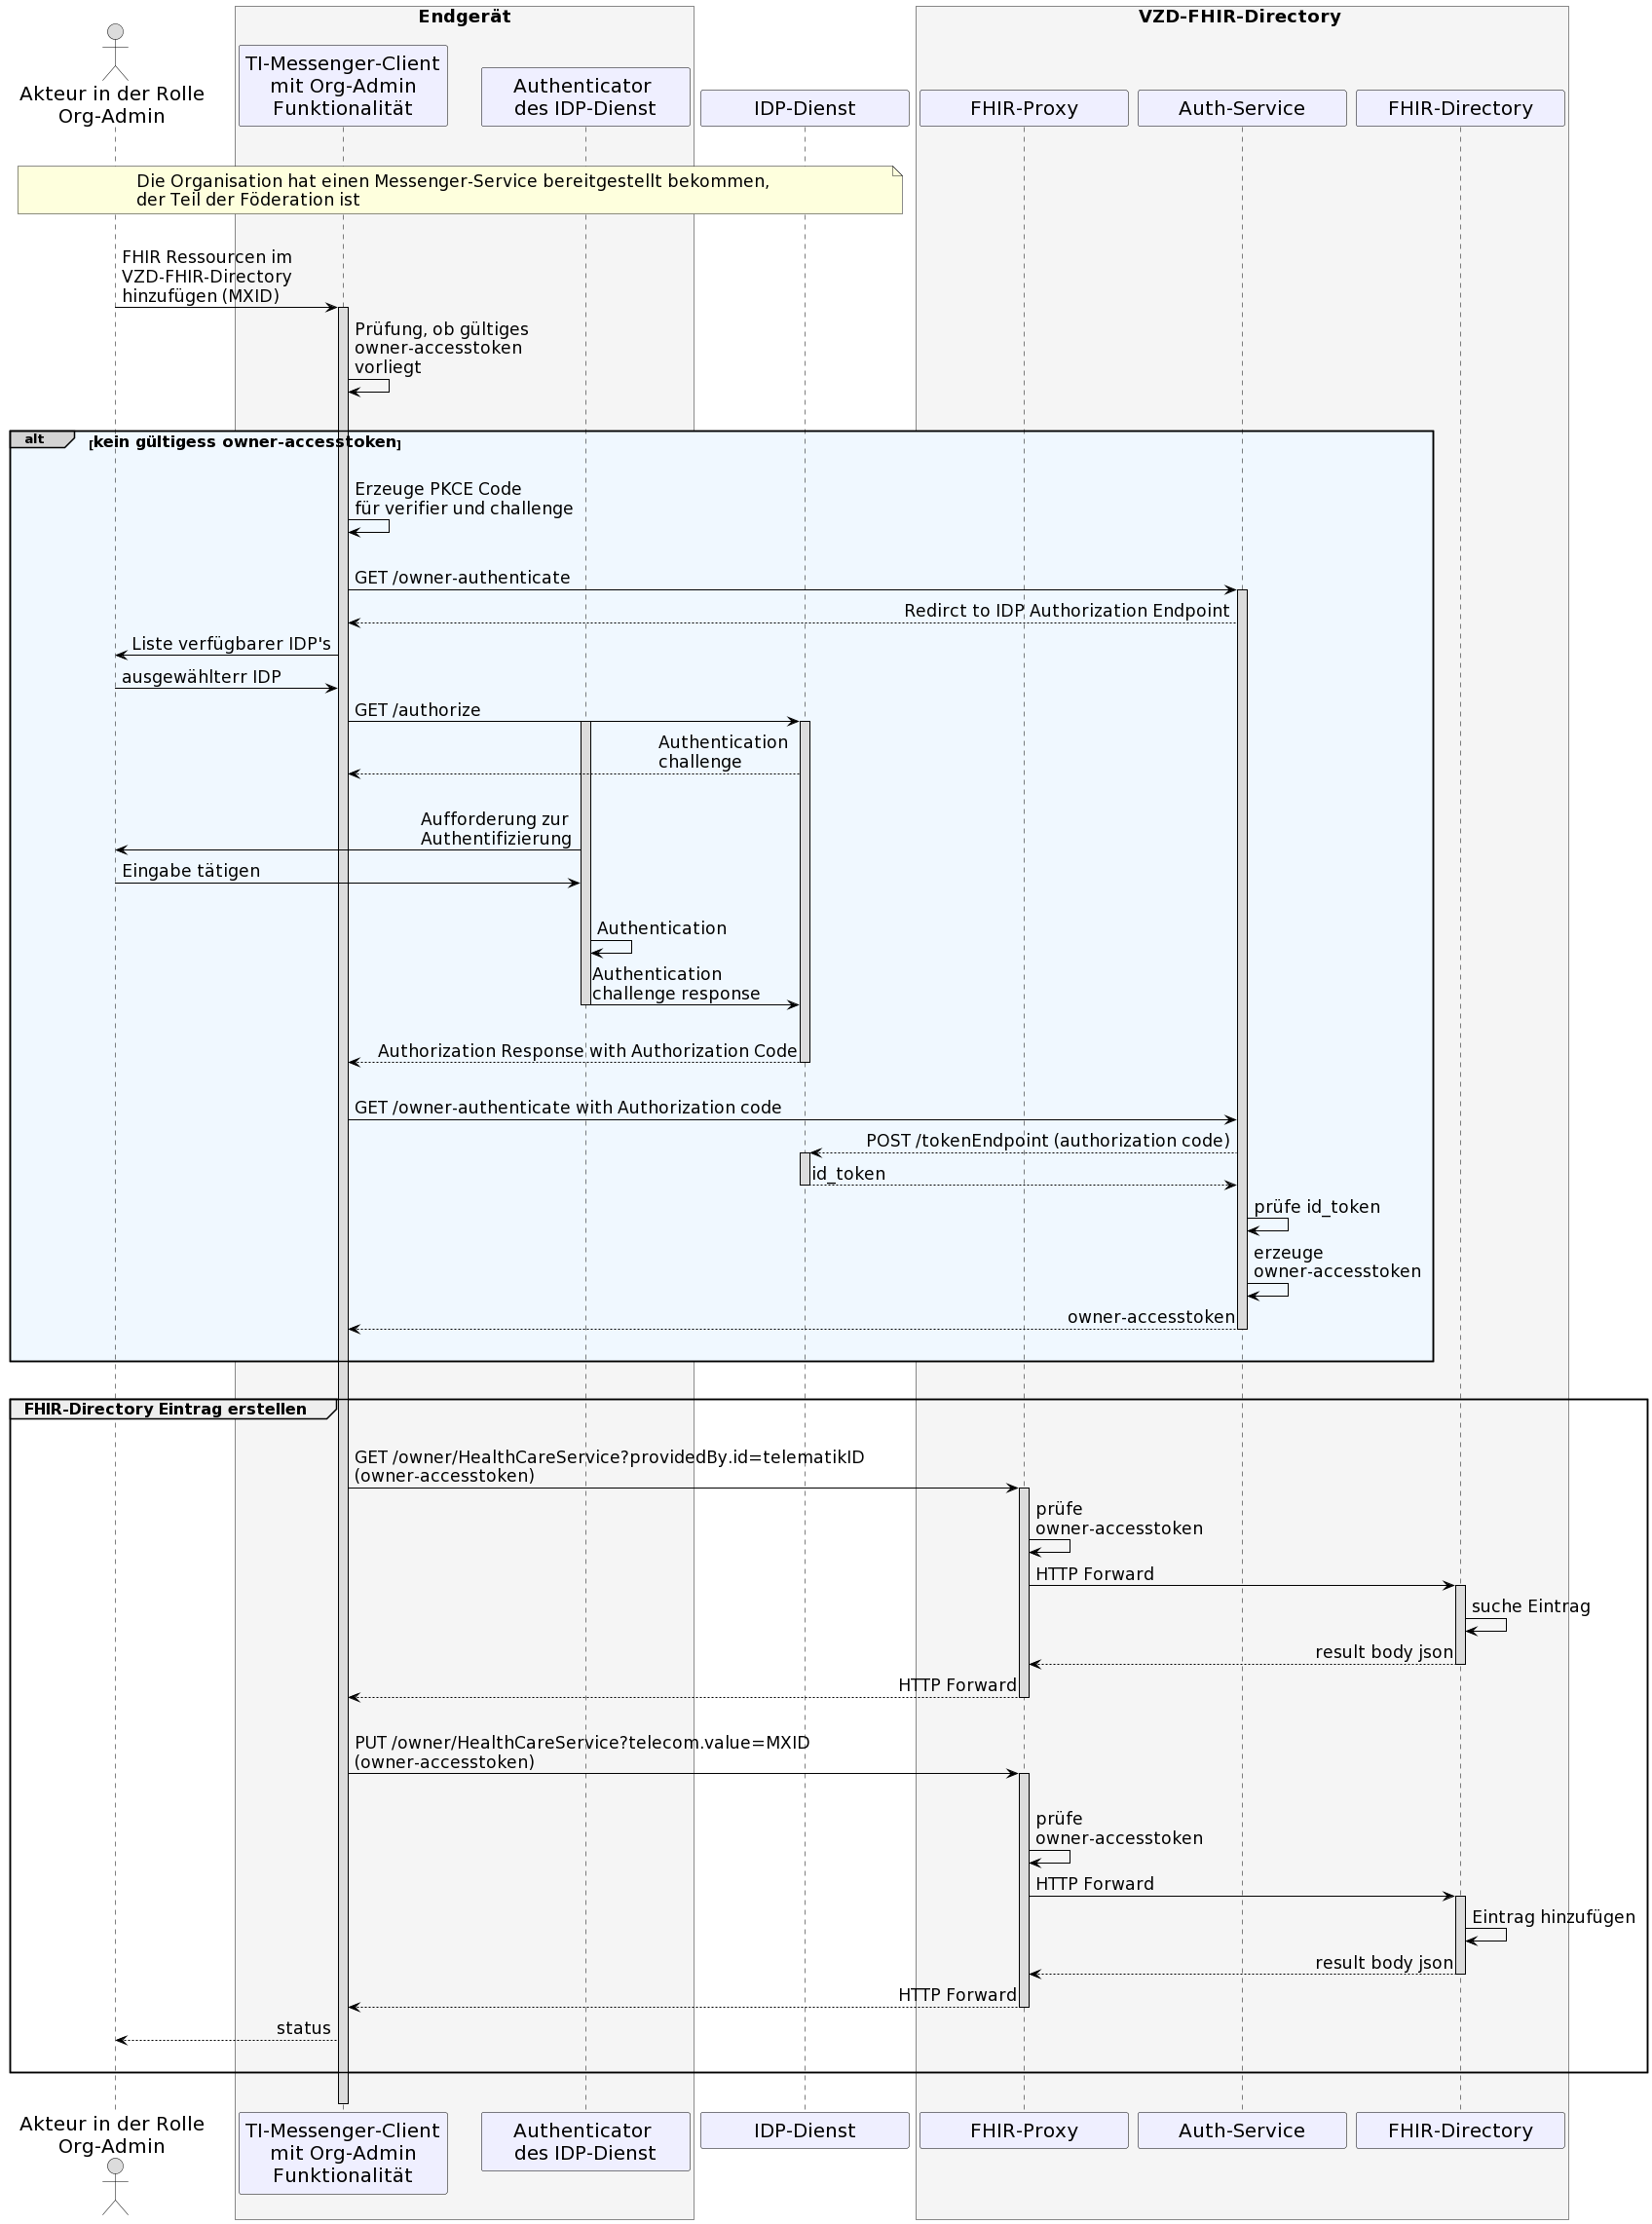 Endgerät
VZD-FHIR-Directory
Akteur in der Rolle
Org-Admin
TI-Messenger-Client
mit Org-Admin
Funktionalität
Authenticator
des IDP-Dienst
IDP-Dienst
FHIR-Proxy
Auth-Service
FHIR-Directory
Die Organisation hat einen Messenger-Service bereitgestellt bekommen,
der Teil der Föderation ist
FHIR Ressourcen im
VZD-FHIR-Directory
hinzufügen (MXID)
Prüfung, ob gültiges
owner-accesstoken
vorliegt
alt
[kein gültigess owner-accesstoken]
Erzeuge PKCE Code
für verifier und challenge
GET /owner-authenticate
Redirct to IDP Authorization Endpoint
Liste verfügbarer IDP's
ausgewählterr IDP
GET /authorize
Authentication
challenge
Aufforderung zur
Authentifizierung
Eingabe tätigen
Authentication
Authentication
challenge response
Authorization Response with Authorization Code
GET /owner-authenticate with Authorization code
POST /tokenEndpoint (authorization code)
id_token
prüfe id_token
erzeuge
owner-accesstoken
owner-accesstoken
FHIR-Directory Eintrag erstellen
GET /owner/HealthCareService?providedBy.id=telematikID
(owner-accesstoken)
prüfe
owner-accesstoken
HTTP Forward
suche Eintrag
result body json
HTTP Forward
PUT /owner/HealthCareService?telecom.value=MXID
(owner-accesstoken)
prüfe
owner-accesstoken
HTTP Forward
Eintrag hinzufügen
result body json
HTTP Forward
status
Akteur in der Rolle
Org-Admin
TI-Messenger-Client
mit Org-Admin
Funktionalität
Authenticator
des IDP-Dienst
IDP-Dienst
FHIR-Proxy
Auth-Service
FHIR-Directory